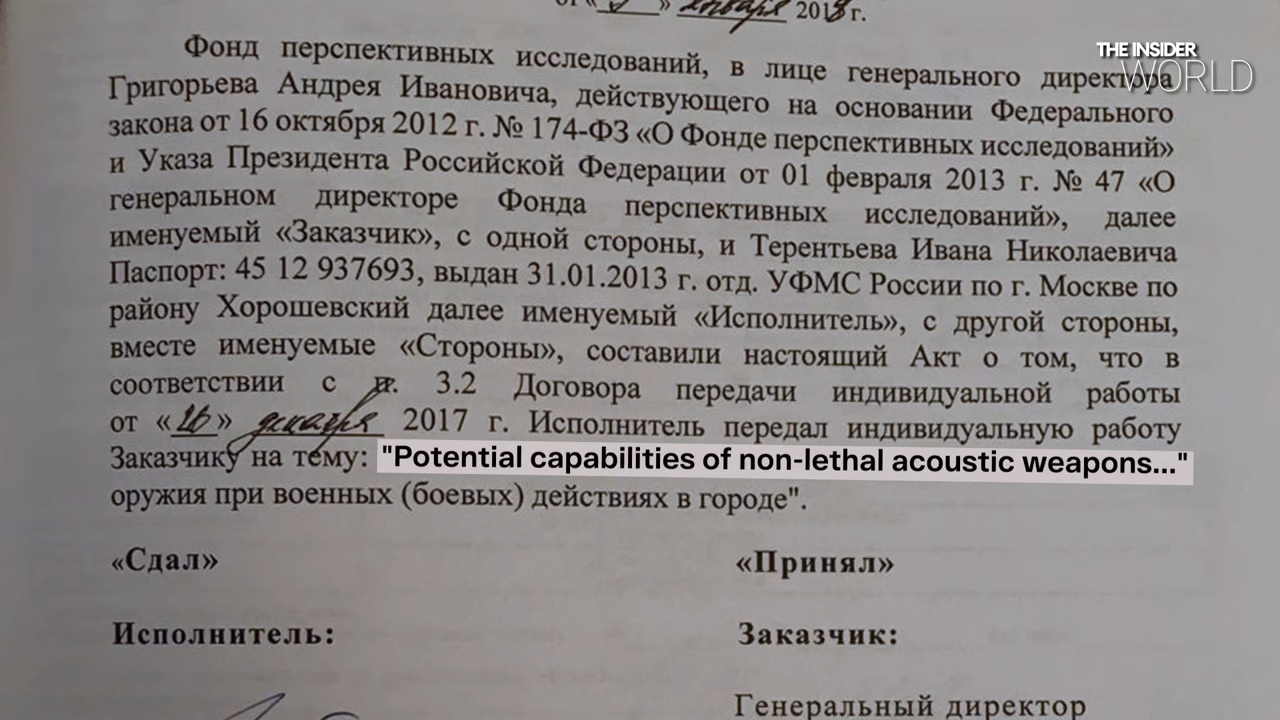 от « » января 2018 г.
THE INSIDER
WORLD
Фонд перспективных исследований, в лице генерального директора
Григорьева Андрея Ивановича, действующего на основании Федерального
закона от 16 октября 2012 г. № 174-ФЗ «О Фонде перспективных исследований»
и Указа Президента Российской Федерации от 01 февраля 2013 г. № 47 «О
генеральном директоре Фонда перспективных исследований», далее
именуемый «Заказчик», с одной стороны, и Терентьева Ивана Николаевича
Паспорт: 45 12 937693, выдан 31.01.2013 г. отд. УФМС России по г. Москве по
району Хорошевский далее именуемый «Исполнитель», с другой стороны,
вместе именуемые «Стороны», составили настоящий Акт о том, что в
соответствии с п. 3.2 Договора передачи индивидуальной работы
от «26» декабря 2017 г. Исполнитель передал индивидуальную работу
Заказчику на тему: "Potential capabilities of non-lethal acoustic weapons..."
оружия при военных (боевых) действиях в городе".
«Сдал» «Принял»
Исполнитель: Заказчик:
Генеральный директор